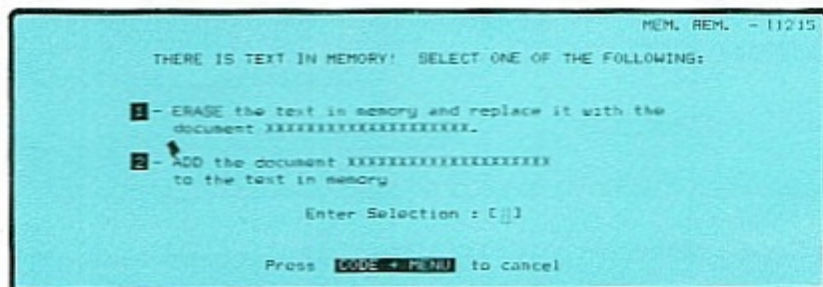 MEM. REM. - 11215
THERE IS TEXT IN MEMORY! SELECT ONE OF THE FOLLOWING:
1 - ERASE the text in memory and replace it with the
document XXXXXXXXXXXXXXXXXXXX.
2 - ADD the document XXXXXXXXXXXXXXXXXXXX
to the text in memory
Enter Selection : [ ]
Press CODE + MENU to cancel